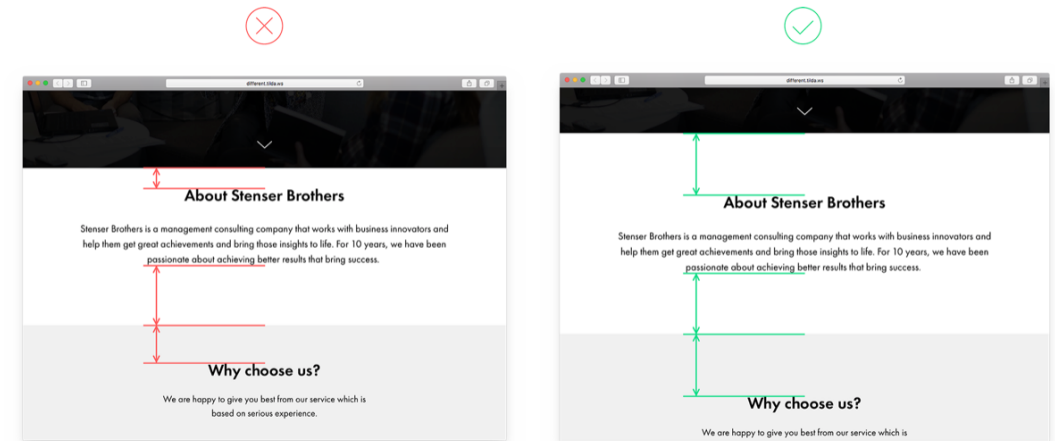 different.tilda.ws
About Stenser Brothers
Stenser Brothers is a management consulting company that works with business innovators and
help them get great achievements and bring those insights to life. For 10 years, we have been
passionate about achieving better results that bring success.
Why choose us?
We are happy to give you best from our service which is
based on serious experience.
different.tilda.ws
About Stenser Brothers
Stenser Brothers is a management consulting company that works with business innovators and
help them get great achievements and bring those insights to life. For 10 years, we have been
passionate about achieving better results that bring success.
Why choose us?
We are happy to give you best from our service which is